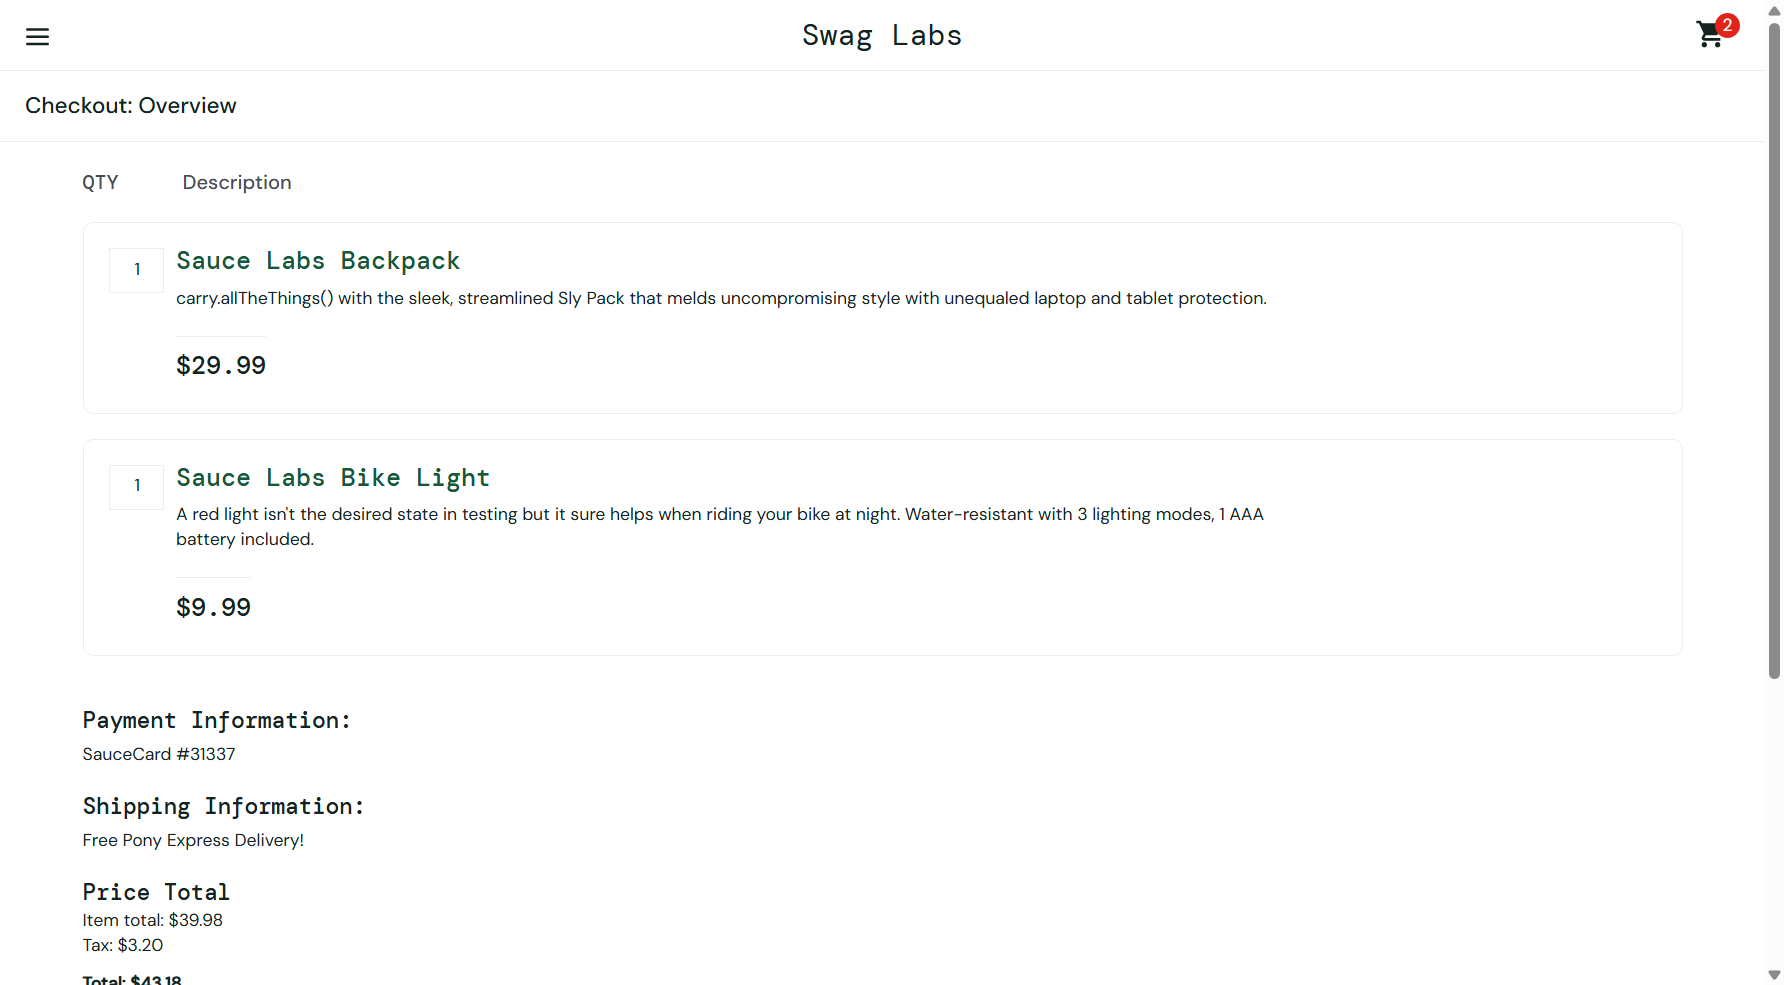 Swag Labs
2
Checkout: Overview
QTY Description
1
Sauce Labs Backpack
carry.allTheThings() with the sleek, streamlined Sly Pack that melds uncompromising style with unequaled laptop and tablet protection.
$29.99
1
Sauce Labs Bike Light
A red light isn't the desired state in testing but it sure helps when riding your bike at night. Water-resistant with 3 lighting modes, 1 AAA
battery included.
$9.99
Payment Information:
SauceCard #31337
Shipping Information:
Free Pony Express Delivery!
Price Total
Item total: $39.98
Tax: $3.20
Total: $43.18